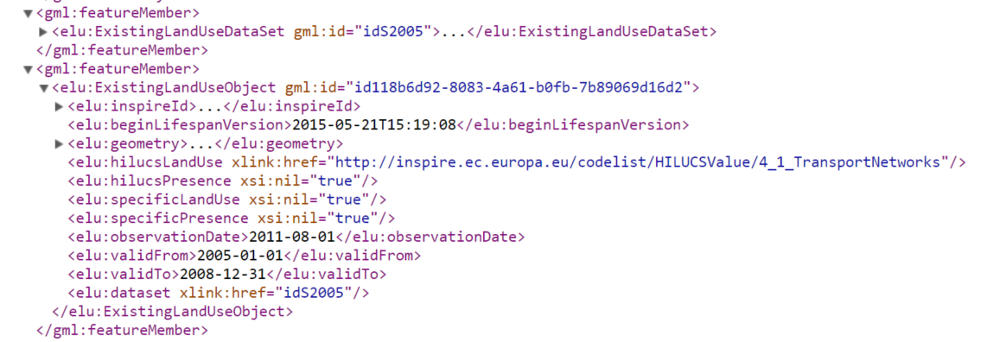 <gml:featureMember>
<elu:ExistingLandUseDataSet gml:id="idS2005">...</elu:ExistingLandUseDataSet>
</gml:featureMember>
<gml:featureMember>
<elu:ExistingLandUseObject gml:id="id118b6d92-8083-4a61-b0fb-7b89069d16d2">
<elu:inspireId>...</elu:inspireId>
<elu:beginLifespanVersion>2015-05-21T15:19:08</elu:beginLifespanVersion>
<elu:geometry>...</elu:geometry>
<elu:hilucsLandUse xlink:href="http://inspire.ec.europa.eu/codelist/HILUCSValue/4_1_TransportNetworks"/>
<elu:hilucsPresence xsi:nil="true"/>
<elu:specificLandUse xsi:nil="true"/>
<elu:specificPresence xsi:nil="true"/>
<elu:observationDate>2011-08-01</elu:observationDate>
<elu:validFrom>2005-01-01</elu:validFrom>
<elu:validTo>2008-12-31</elu:validTo>
<elu:dataset xlink:href="idS2005"/>
</elu:ExistingLandUseObject>
</gml:featureMember>